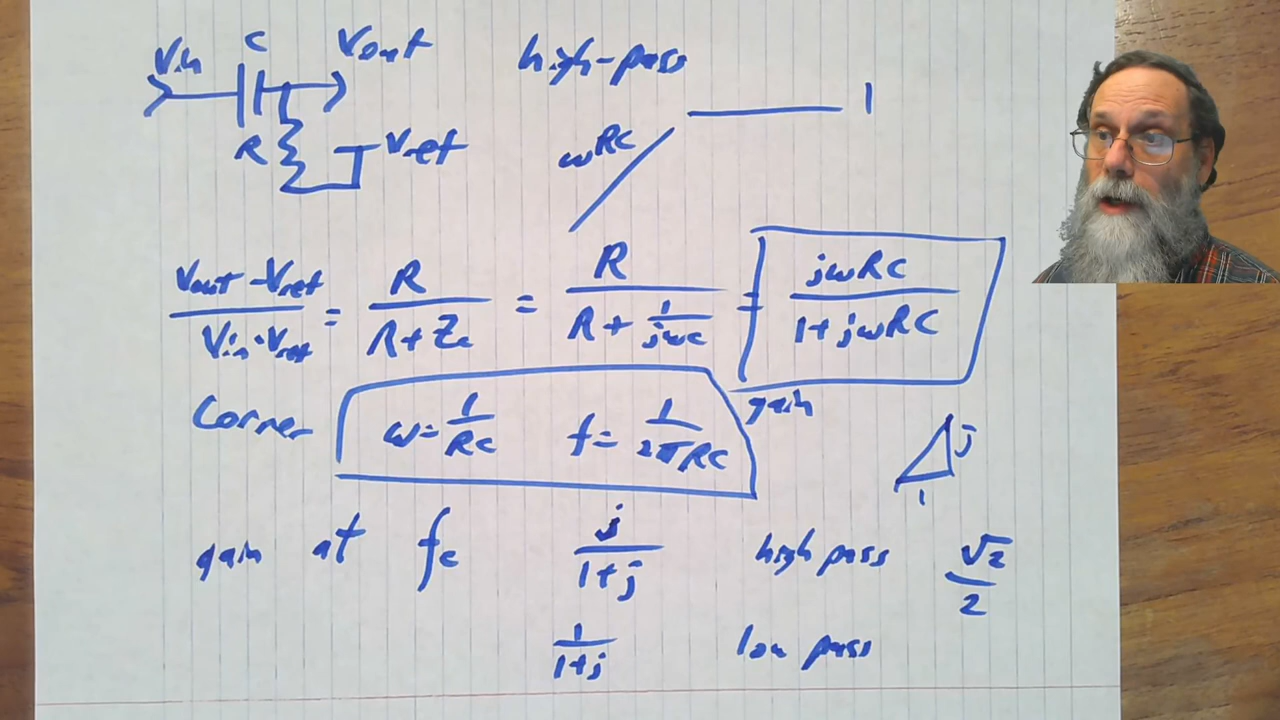 C
Vin Vout high-pass
1
R Vref ωRC
(Vout - Vref)/(Vin - Vref) = R/(R + Zc) = R/(R + 1/(jωc)) = jωRC/(1 + jωRC)
gain
Corner ω = 1/RC f = 1/(2πRC)
j
1
gain at fc j/(1+j) high pass √2/2
1/(1+j) low pass